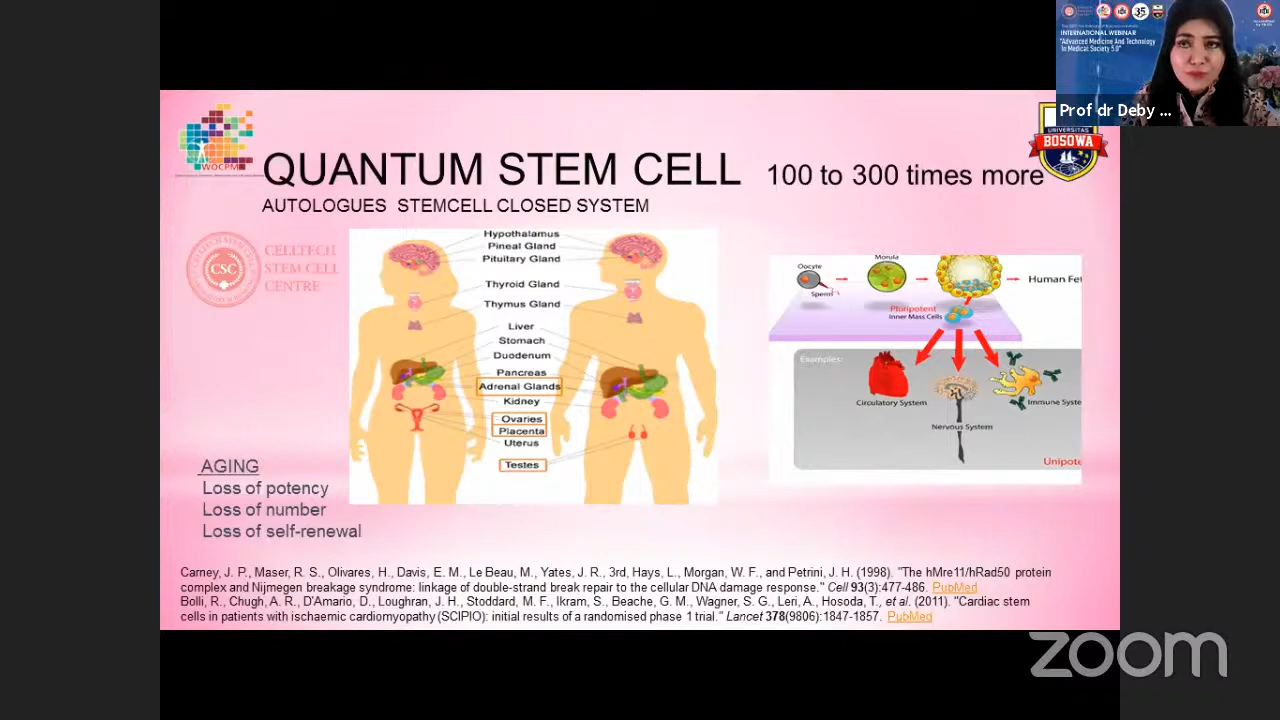 INTERNATIONAL WEBINAR
"Advanced Medicine And Technology
In Medical Society 5.0"
35
Prof dr Deby ...
WOCPM
UNIVERSITAS
BOSOWA
QUANTUM STEM CELL 100 to 300 times more
AUTOLOGUES STEMCELL CLOSED SYSTEM
CSC
CELLTECH
STEM CELL
CENTRE
Hypothalamus
Pineal Gland
Pituitary Gland
Thyroid Gland
Thymus Gland
Liver
Stomach
Duodenum
Pancreas
Adrenal Glands
Kidney
Ovaries
Placenta
Uterus
Testes
Oocyte
Sperm
Morula
Human Fet
Pluripotent
Inner Mass Cells
Examples:
Circulatory System
Nervous System
Immune Syste
Unipote
AGING
Loss of potency
Loss of number
Loss of self-renewal
Carney, J. P., Maser, R. S., Olivares, H., Davis, E. M., Le Beau, M., Yates, J. R., 3rd, Hays, L., Morgan, W. F., and Petrini, J. H. (1998). "The hMre11/hRad50 protein
complex and Nijmegen breakage syndrome: linkage of double-strand break repair to the cellular DNA damage response." Cell 93(3):477-486. PubMed
Bolli, R., Chugh, A. R., D'Amario, D., Loughran, J. H., Stoddard, M. F., Ikram, S., Beache, G. M., Wagner, S. G., Leri, A., Hosoda, T., et al. (2011). "Cardiac stem
cells in patients with ischaemic cardiomyopathy (SCIPIO): initial results of a randomised phase 1 trial." Lancet 378(9806):1847-1857. PubMed
zoom